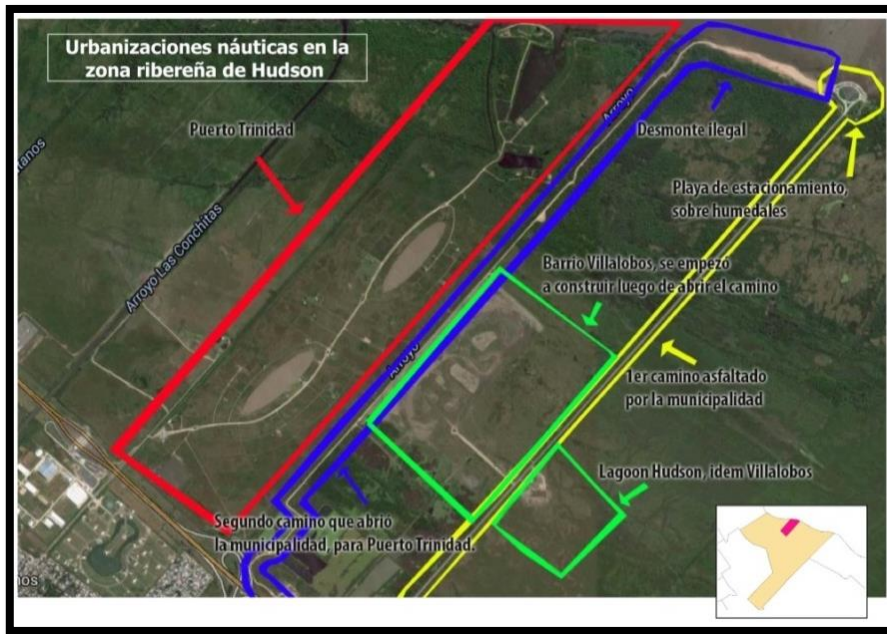 Urbanizaciones náuticas en la
zona ribereña de Hudson
Puerto Trinidad
Arroyo
Desmonte ilegal
Playa de estacionamiento,
sobre humedales
Arroyo Las Conchitas
Barrio Villalobos, se empezó
a construir luego de abrir el camino
Arroyo
1er camino asfaltado
por la municipalidad
Lagoon Hudson, idem Villalobos
Segundo camino que abrió
la municipalidad, para Puerto Trinidad.